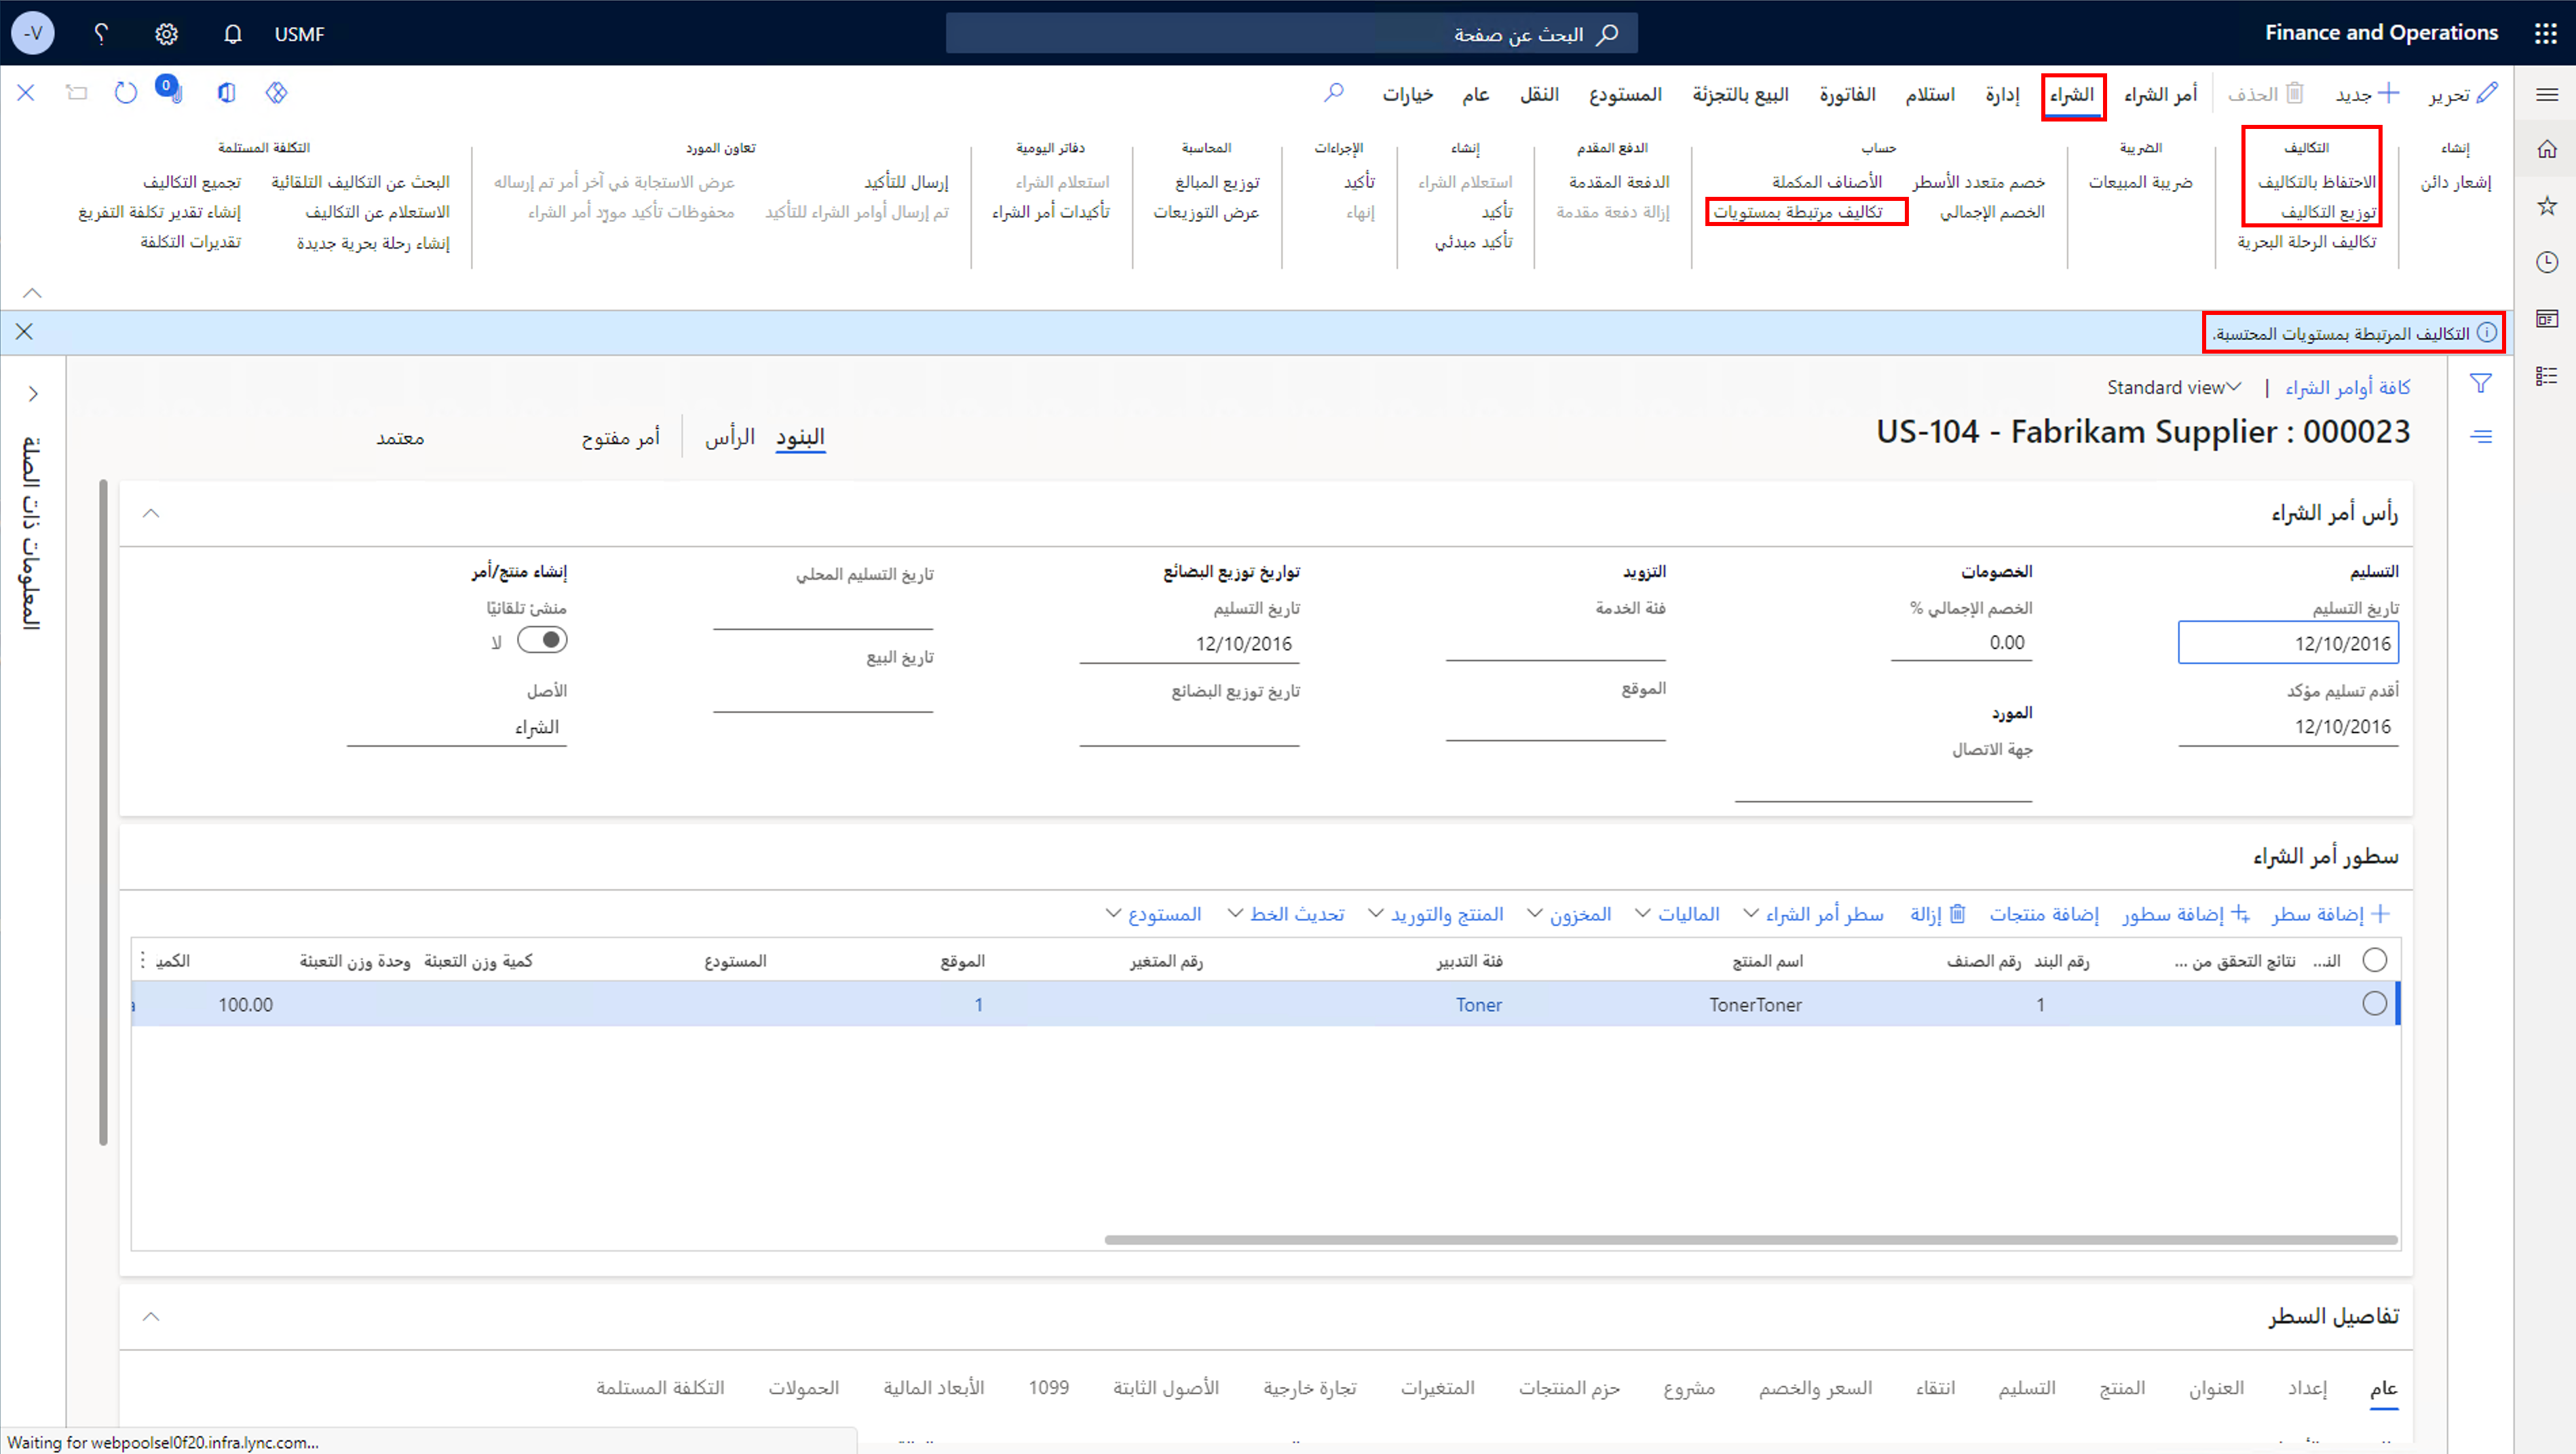 Finance and Operations
البحث عن صفحة
USMF
-V
تحرير
جديد
الحذف
أمر الشراء
الشراء
إدارة
استلام
الفاتورة
البيع بالتجزئة
المستودع
النقل
عام
خيارات
0
إنشاء
إشعار دائن
التكاليف
الاحتفاظ بالتكاليف
توزيع التكاليف
تكاليف الرحلة البحرية
الضريبة
ضريبة المبيعات
حساب
خصم متعدد الأسطر
الأصناف المكملة
الخصم الإجمالي
تكاليف مرتبطة بمستويات
الدفع المقدم
الدفعة المقدمة
إزالة دفعة مقدمة
إنشاء
استعلام الشراء
تأكيد
تأكيد مبدئي
الإجراءات
تأكيد
إنهاء
المحاسبة
توزيع المبالغ
عرض التوزيعات
دفاتر اليومية
استعلام الشراء
تأكيدات أمر الشراء
تعاون المورد
إرسال للتأكيد
عرض الاستجابة في آخر أمر تم إرساله
تم إرسال أوامر الشراء للتأكيد
محفوظات تأكيد مورّد أمر الشراء
التكلفة المستلمة
البحث عن التكاليف التلقائية
تجميع التكاليف
الاستعلام عن التكاليف
إنشاء تقدير تكلفة التفريغ
إنشاء رحلة بحرية جديدة
تقديرات التكلفة
التكاليف المرتبطة بمستويات المحتسبة.
كافة أوامر الشراء | Standard view
US-104 - Fabrikam Supplier : 000023
البنود
الرأس
أمر مفتوح
معتمد
المعلومات ذات الصلة
رأس أمر الشراء
التسليم
تاريخ التسليم
12/10/2016
أقدم تسليم مؤكد
12/10/2016
الخصومات
الخصم الإجمالي %
0.00
المورد
جهة الاتصال
التزويد
فئة الخدمة
الموقع
تواريخ توزيع البضائع
تاريخ التسليم
12/10/2016
تاريخ توزيع البضائع
تاريخ التسليم المحلي
تاريخ البيع
إنشاء منتج/أمر
منشئ تلقائيًا
لا
الأصل
الشراء
سطور أمر الشراء
إضافة سطر
إضافة سطور
إضافة منتجات
إزالة
سطر أمر الشراء
الماليات
المخزون
المنتج والتوريد
تحديث الخط
المستودع
النـ...
نتائج التحقق من ...
رقم البند
رقم الصنف
اسم المنتج
فئة التدبير
رقم المتغير
الموقع
المستودع
كمية وزن التعبئة
وحدة وزن التعبئة
الكمي
1
TonerToner
Toner
1
100.00
تفاصيل السطر
عام
إعداد
العنوان
المنتج
التسليم
انتقاء
السعر والخصم
مشروع
حزم المنتجات
المتغيرات
تجارة خارجية
الأصول الثابتة
1099
الأبعاد المالية
الحمولات
التكلفة المستلمة
Waiting for webpoolsel0f20.infra.lync.com...